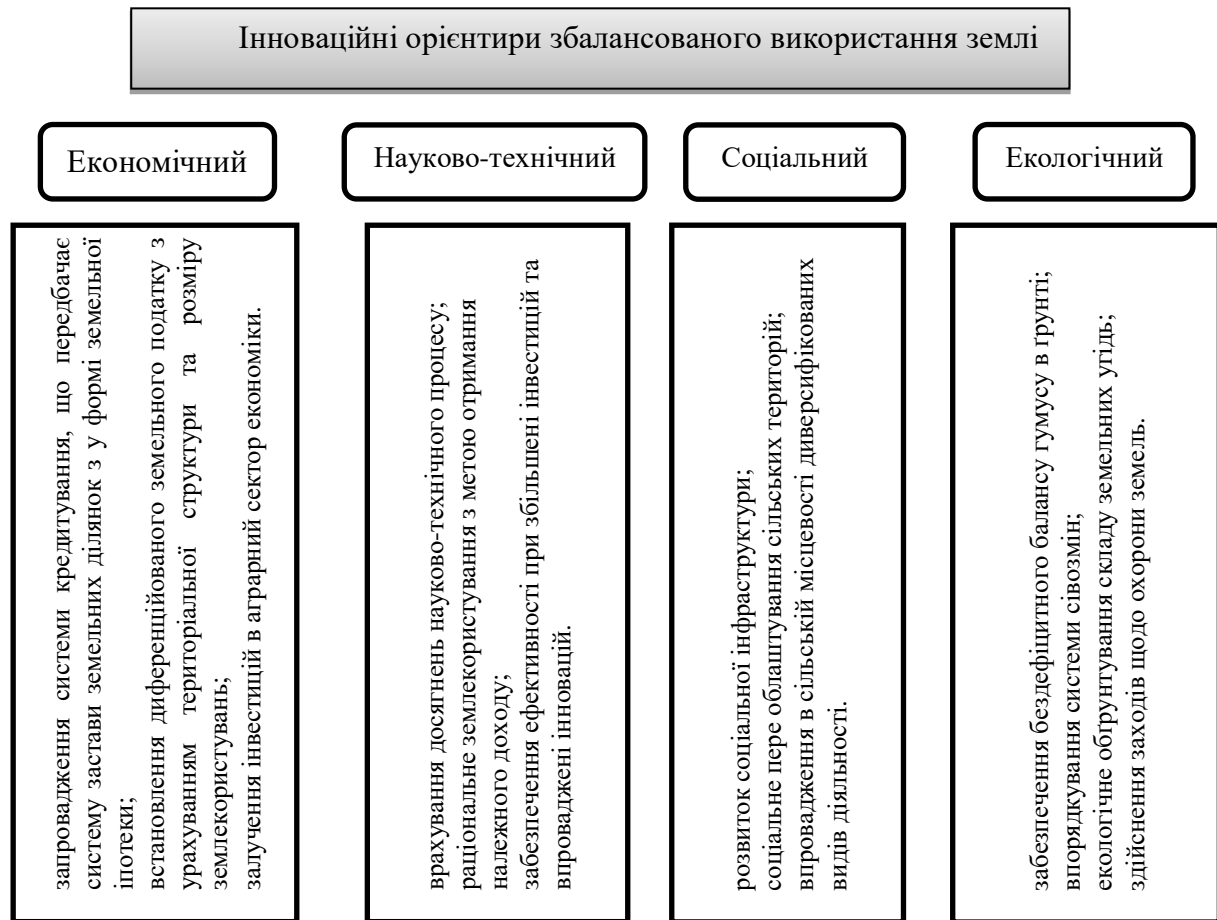 Інноваційні орієнтири збалансованого використання землі
Економічний
Науково-технічний
Соціальний
Екологічний
запровадження системи кредитування, що передбачає
систему застави земельних ділянок з у формі земельної
іпотеки;
встановлення диференційованого земельного податку з
урахуванням територіальної структури та розміру
землекористувань;
залучення інвестицій в аграрний сектор економіки.
врахування досягнень науково-технічного процесу;
раціональне землекористування з метою отримання
належного доходу;
забезпечення ефективності при збільшені інвестицій та
впроваджені інновацій.
розвиток соціальної інфраструктури;
соціальне пере облаштування сільських територій;
впровадження в сільській місцевості диверсифікованих
видів діяльності.
забезпечення бездефіцитного балансу гумусу в ґрунті;
впорядкування системи сівозмін;
екологічне обґрунтування складу земельних угідь;
здійснення заходів щодо охорони земель.